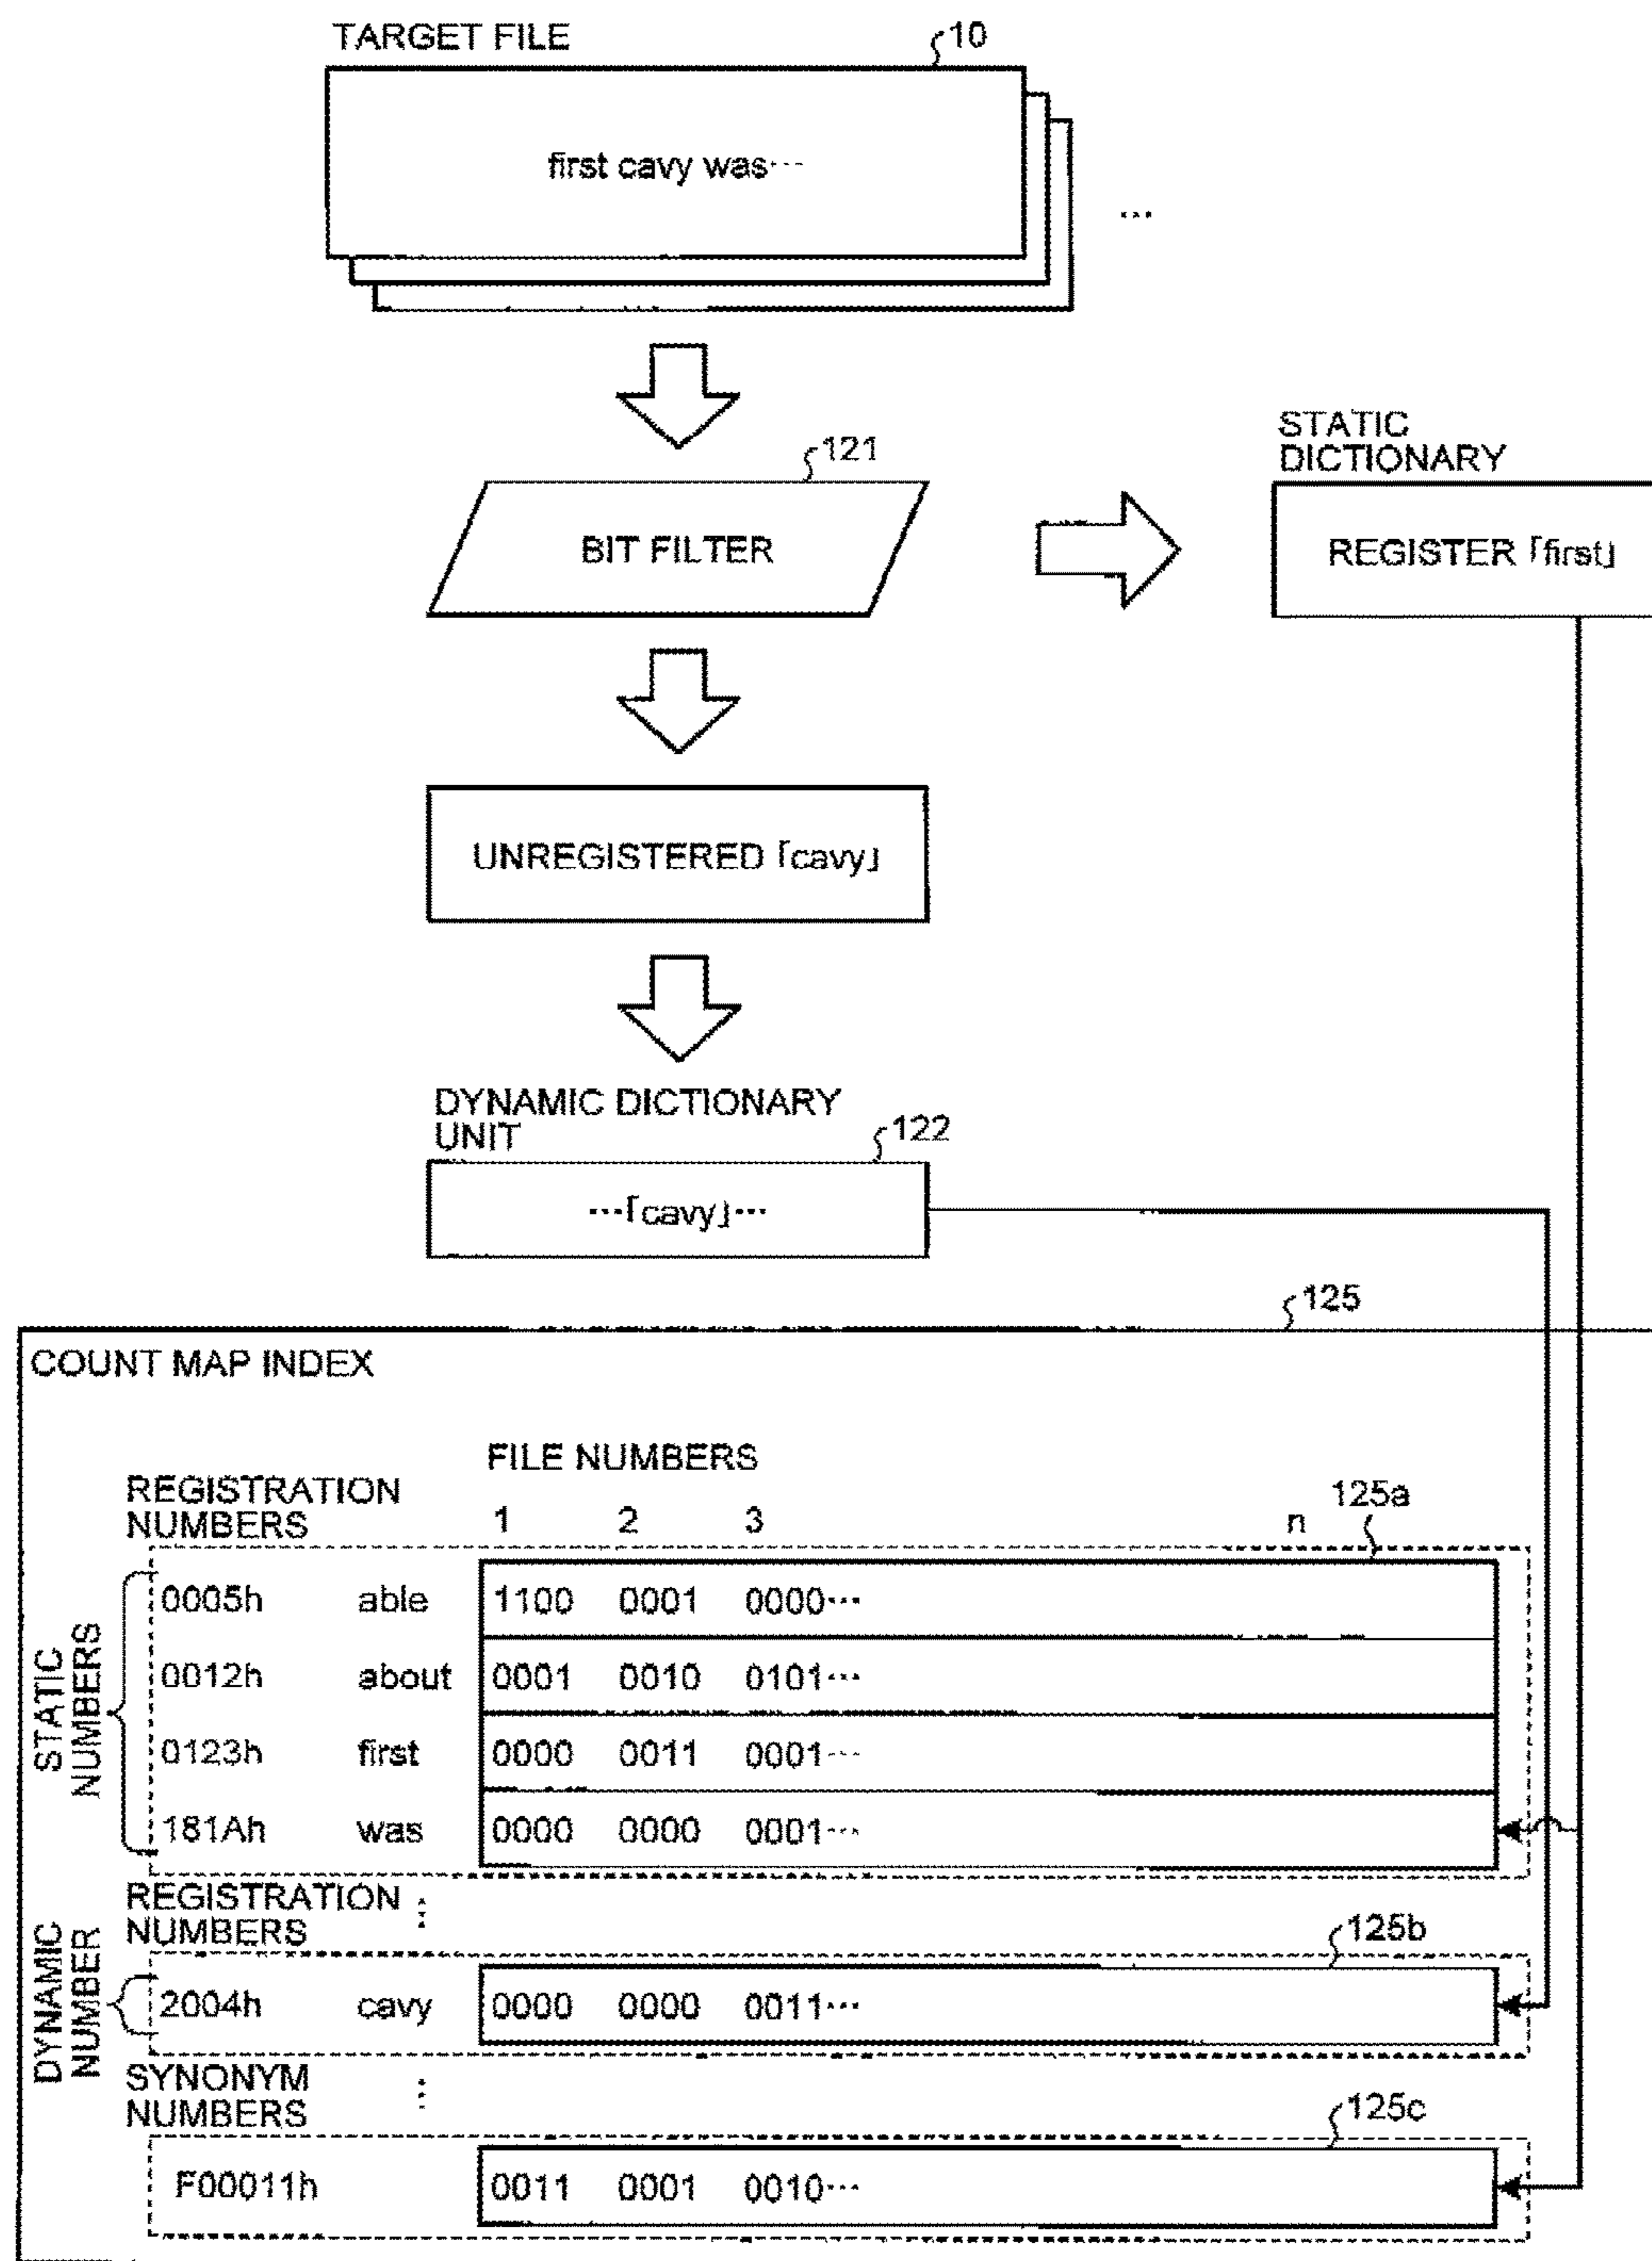 TARGET FILE
10
first cavy was…
…
121
BIT FILTER
STATIC
DICTIONARY
REGISTER「first」
UNREGISTERED「cavy」
DYNAMIC DICTIONARY
UNIT
122
…「cavy」…
125
COUNT MAP INDEX
FILE NUMBERS
REGISTRATION
NUMBERS
1 2 3 n
125a
STATIC
NUMBERS
0005h able 1100 0001 0000…
0012h about 0001 0010 0101…
0123h first 0000 0011 0001…
181Ah was 0000 0000 0001…
REGISTRATION
NUMBERS
⋮
125b
DYNAMIC
NUMBER
2004h cavy 0000 0000 0011…
SYNONYM
NUMBERS
⋮
125c
F00011h 0011 0001 0010…